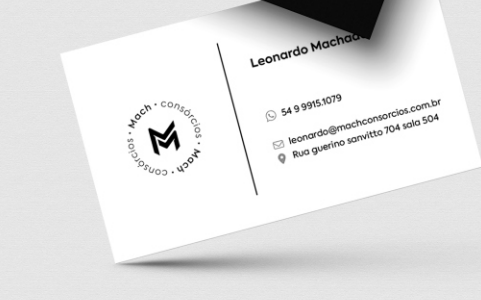 Mach • consórcios • Mach • consórcios •
Leonardo Machado
54 9 9915.1079
leonardo@machconsorcios.com.br
Rua guerino sanvitto 704 sala 504